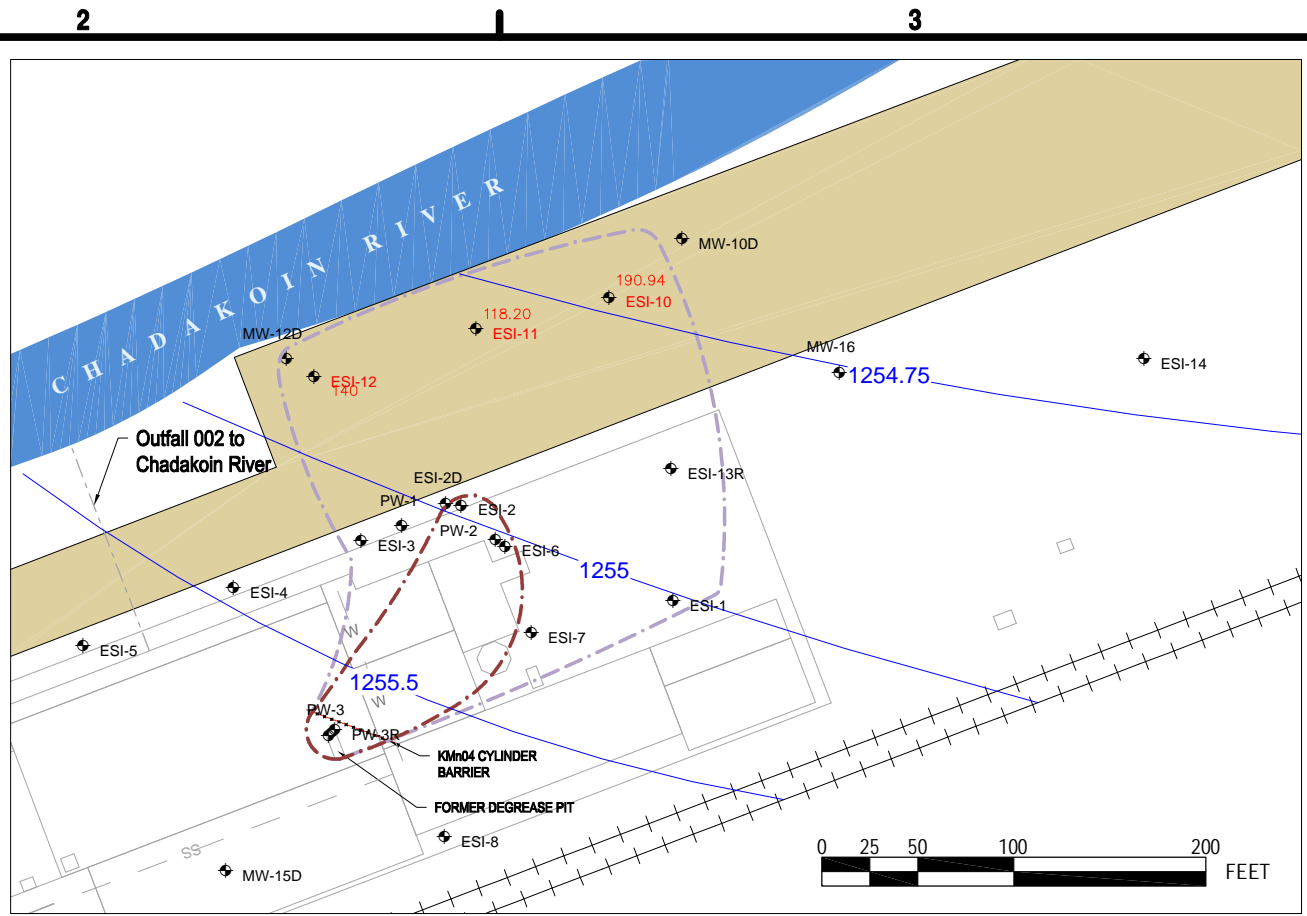 2
3
CHADAKOIN RIVER
MW-10D
190.94
ESI-10
118.20
ESI-11
MW-12D
ESI-12
140
MW-16
1254.75
ESI-14
Outfall 002 to
Chadakoin River
ESI-2D
ESI-13R
PW-1
ESI-2
PW-2
ESI-3
ESI-6
1255
ESI-4
ESI-1
W
ESI-7
ESI-5
1255.5
W
PW-3
PW-3R
KMn04 CYLINDER
BARRIER
FORMER DEGREASE PIT
ESI-8
SS
MW-15D
0 25 50 100 200
FEET